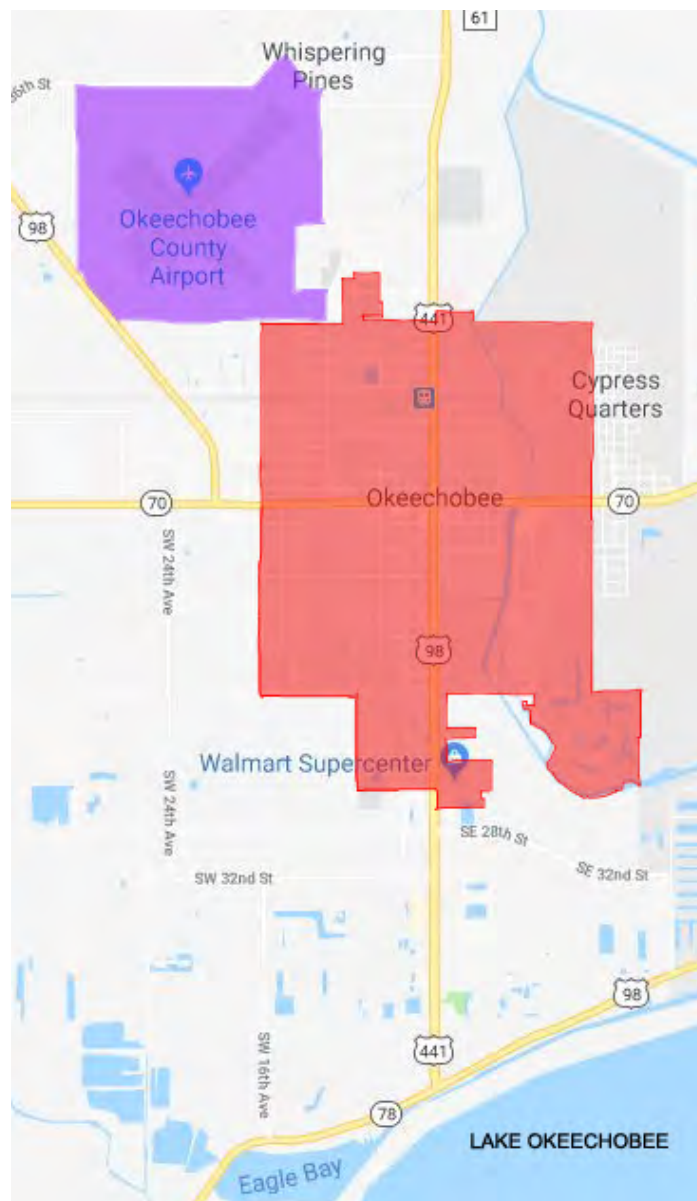 61
Whispering
Pines
98
Okeechobee
County
Airport
441
Cypress
Quarters
70
Okeechobee
70
SW 24th Ave
98
Walmart Supercenter
SW 24th Ave
SE 28th St
SW 32nd St
SE 32nd St
98
SW 16th Ave
441
78
LAKE OKEECHOBEE
Eagle Bay